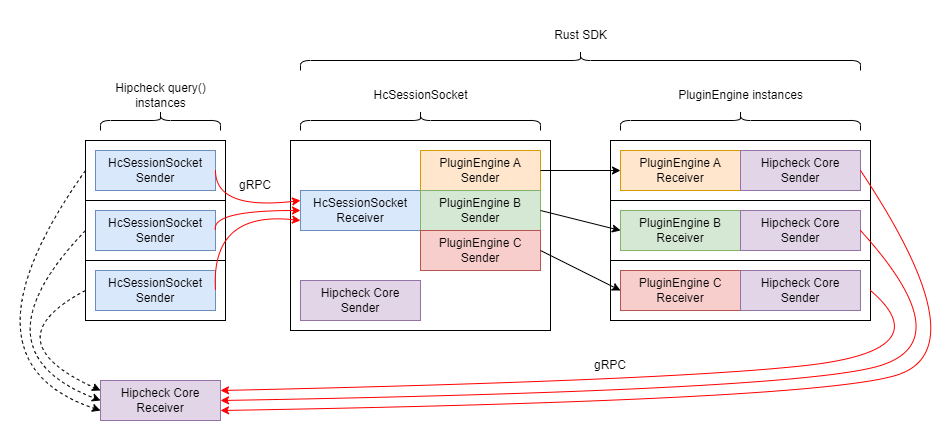 Rust SDK
Hipcheck query()
instances
HcSessionSocket
PluginEngine instances
HcSessionSocket
Sender
gRPC
HcSessionSocket
Sender
HcSessionSocket
Sender
HcSessionSocket
Receiver
PluginEngine A
Sender
PluginEngine B
Sender
PluginEngine C
Sender
Hipcheck Core
Sender
PluginEngine A
Receiver
Hipcheck Core
Sender
PluginEngine B
Receiver
Hipcheck Core
Sender
PluginEngine C
Receiver
Hipcheck Core
Sender
gRPC
Hipcheck Core
Receiver